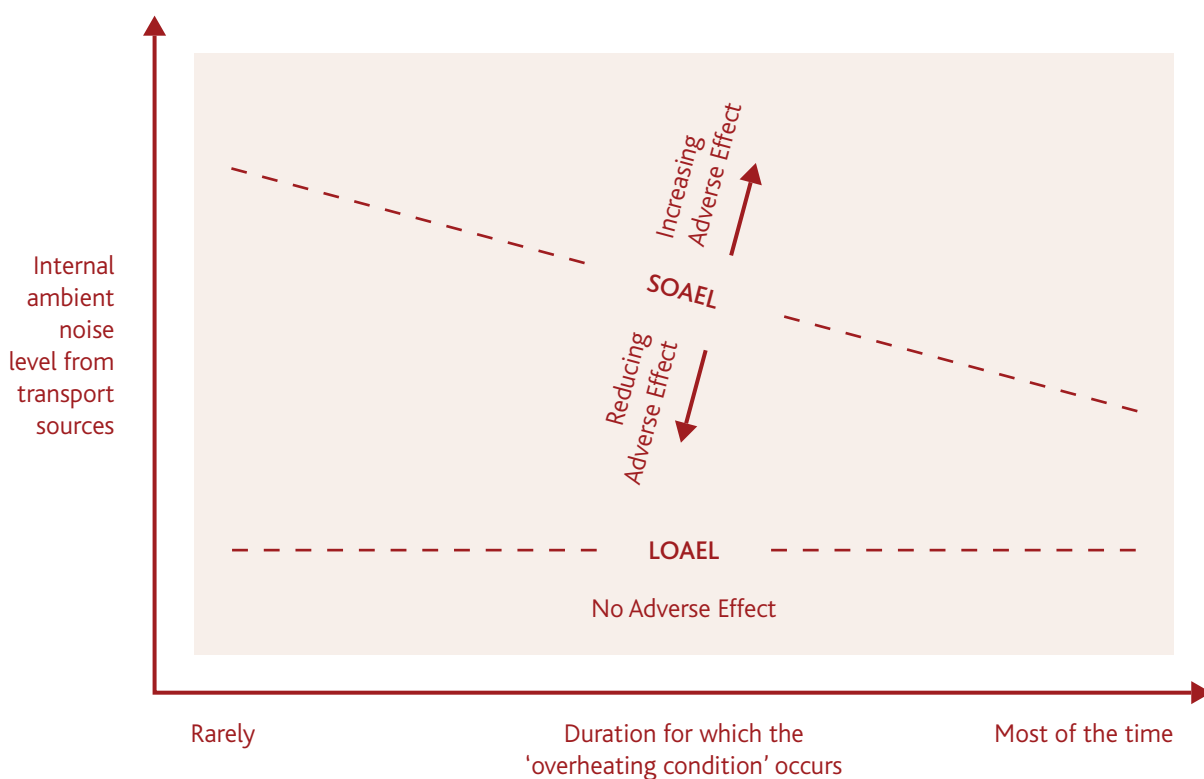 Internal
ambient
noise
level from
transport
sources
Increasing
Adverse Effect
SOAEL
Reducing
Adverse Effect
LOAEL
No Adverse Effect
Rarely
Duration for which the
‘overheating condition’ occurs
Most of the time